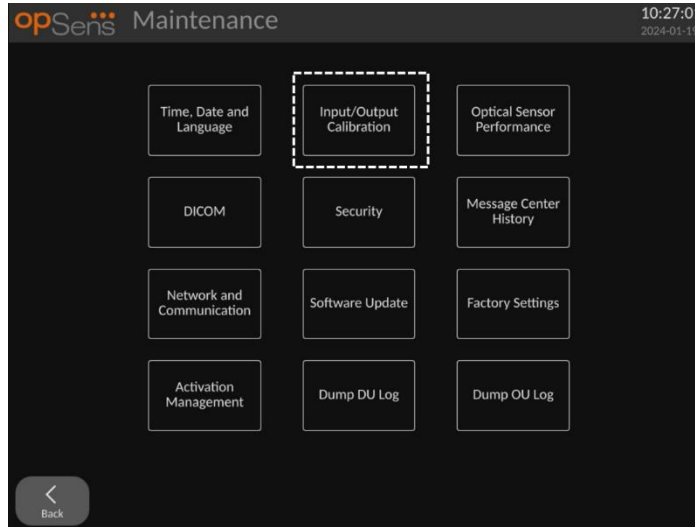 opSens Maintenance
10:27:0
2024-01-19
Time, Date and
Language
Input/Output
Calibration
Optical Sensor
Performance
DICOM
Security
Message Center
History
Network and
Communication
Software Update
Factory Settings
Activation
Management
Dump DU Log
Dump OU Log
Back